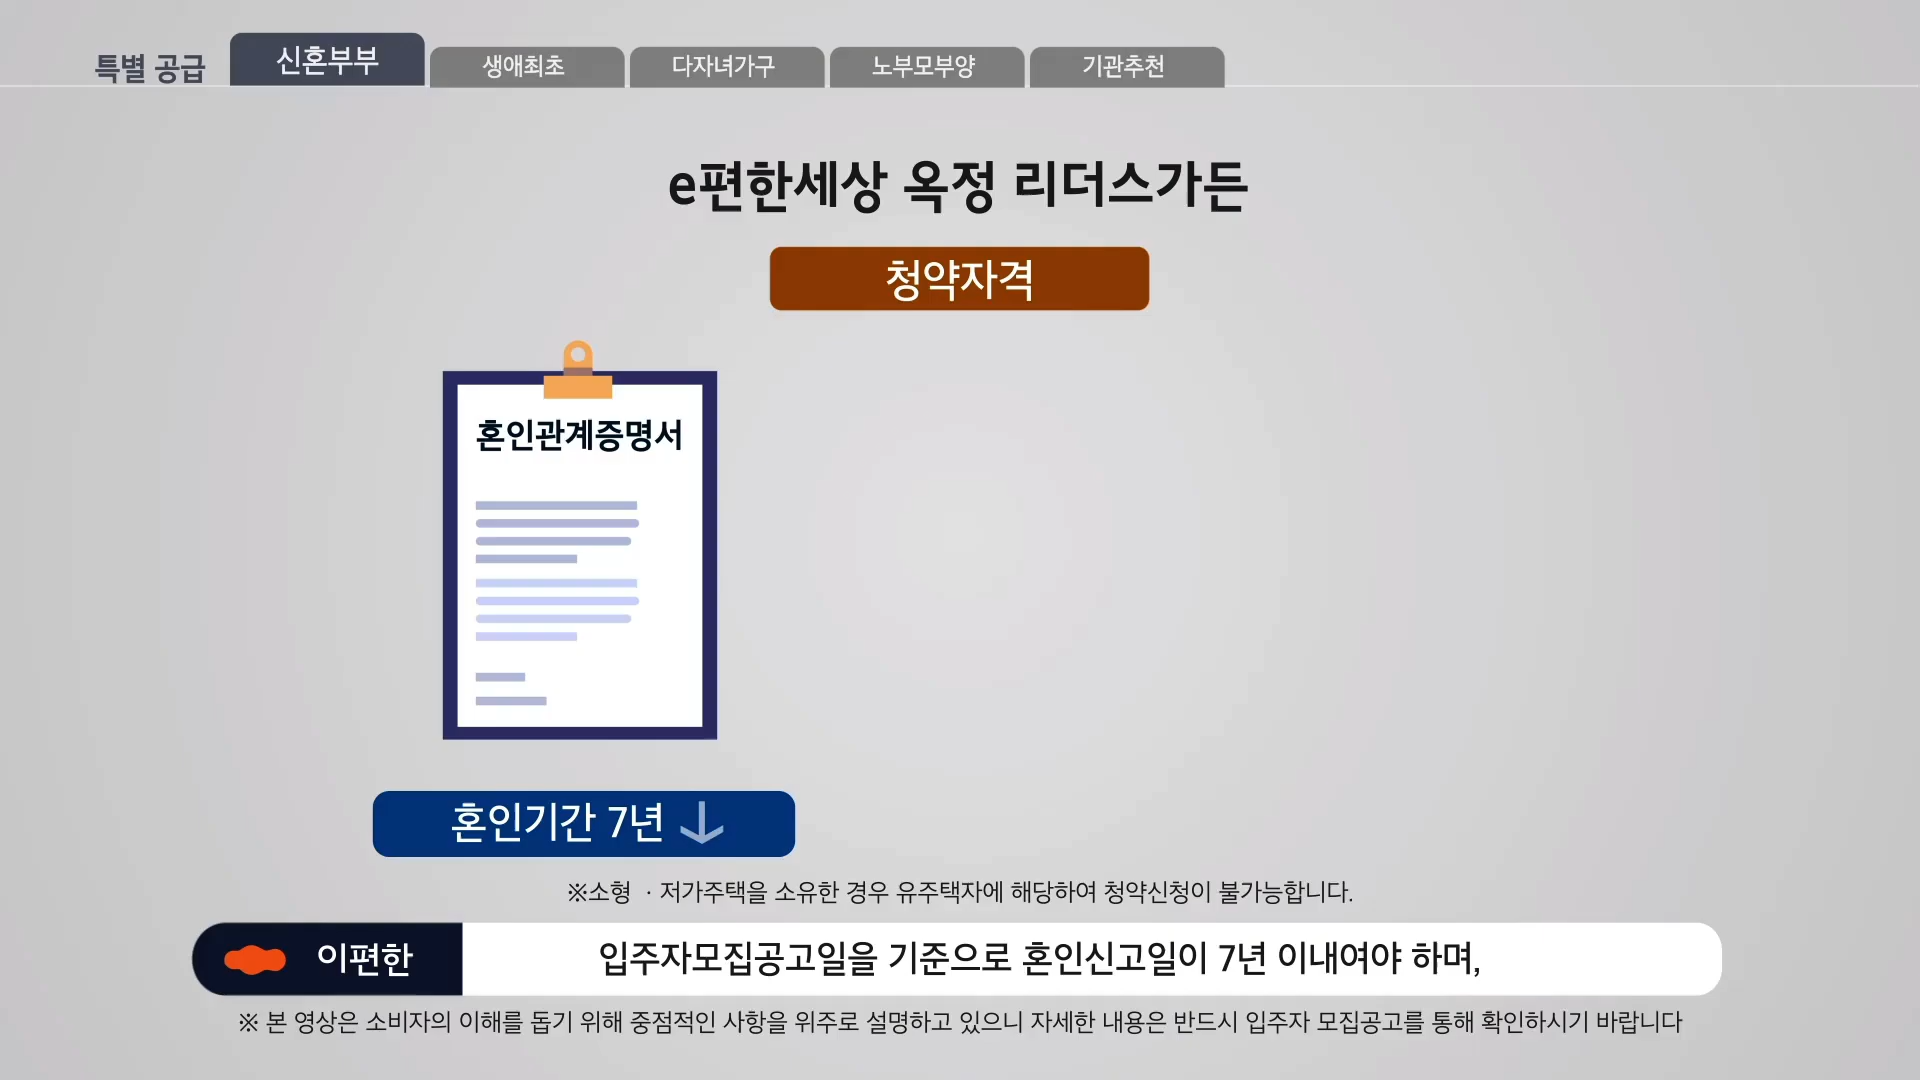 특별 공급
신혼부부
생애최초
다자녀가구
노부모부양
기관추천
e편한세상 옥정 리더스가든
청약자격
혼인관계증명서
혼인기간 7년 ↓
※소형 · 저가주택을 소유한 경우 유주택자에 해당하여 청약신청이 불가능합니다.
이편한
입주자모집공고일을 기준으로 혼인신고일이 7년 이내여야 하며,
※ 본 영상은 소비자의 이해를 돕기 위해 중점적인 사항을 위주로 설명하고 있으니 자세한 내용은 반드시 입주자 모집공고를 통해 확인하시기 바랍니다